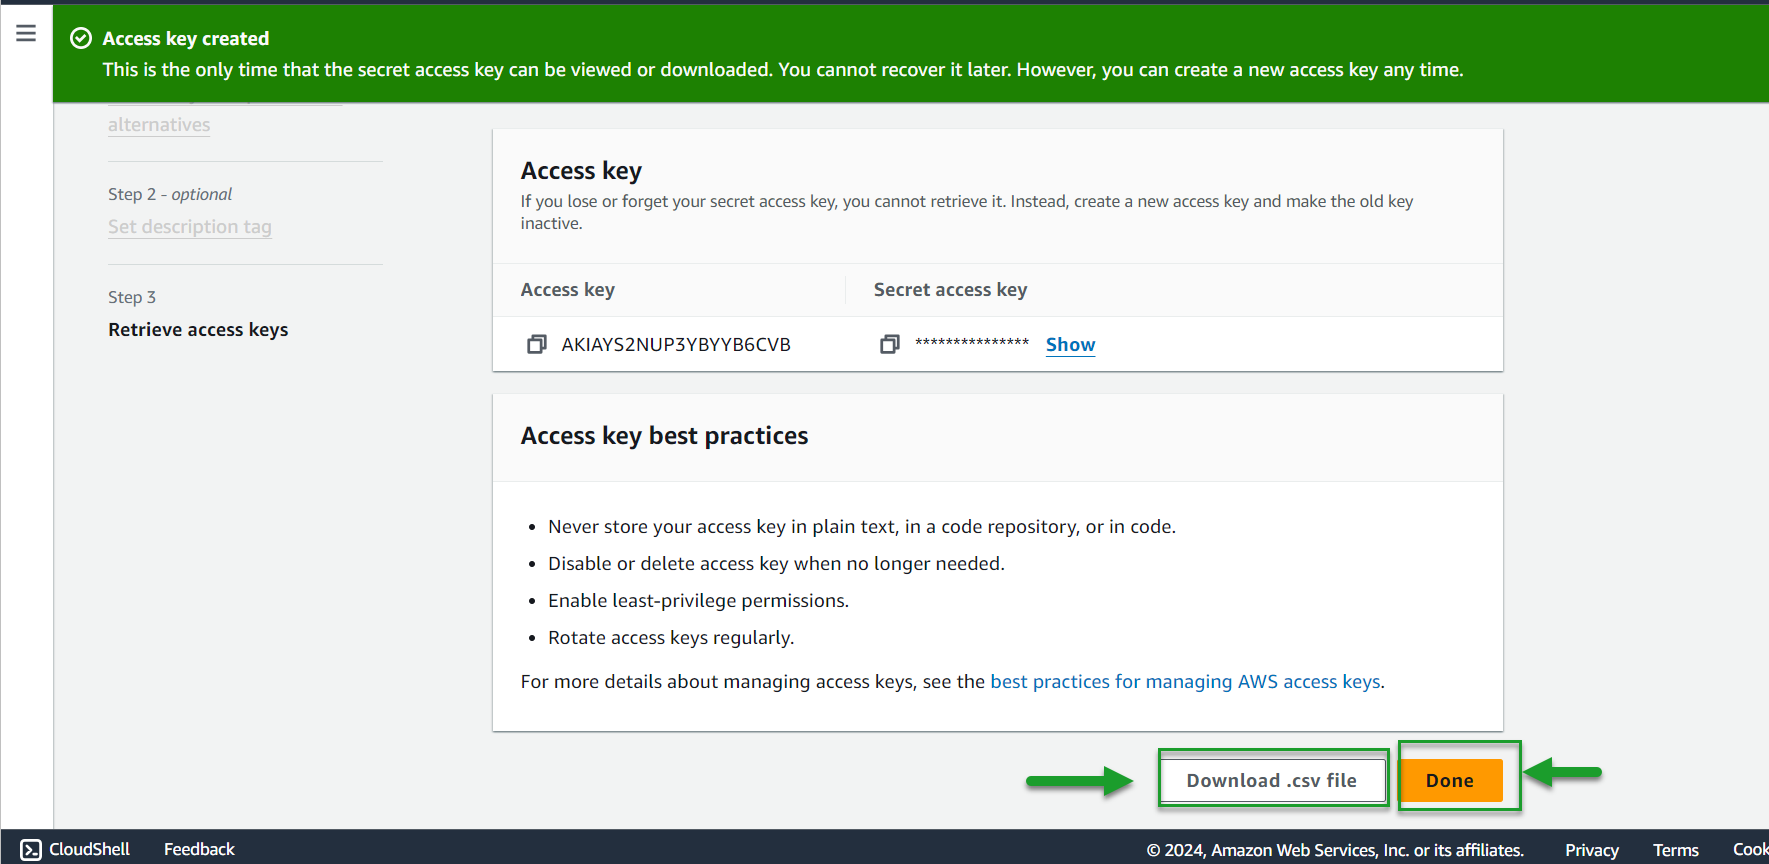 Access key created
This is the only time that the secret access key can be viewed or downloaded. You cannot recover it later. However, you can create a new access key any time.
alternatives
Step 2 - optional
Set description tag
Step 3
Retrieve access keys
Access key
If you lose or forget your secret access key, you cannot retrieve it. Instead, create a new access key and make the old key
inactive.
Access key
Secret access key
AKIAYS2NUP3YBYYB6CVB
*************** Show
Access key best practices
• Never store your access key in plain text, in a code repository, or in code.
• Disable or delete access key when no longer needed.
• Enable least-privilege permissions.
• Rotate access keys regularly.
For more details about managing access keys, see the best practices for managing AWS access keys.
Download .csv file
Done
CloudShell
Feedback
© 2024, Amazon Web Services, Inc. or its affiliates.
Privacy
Terms
Cook